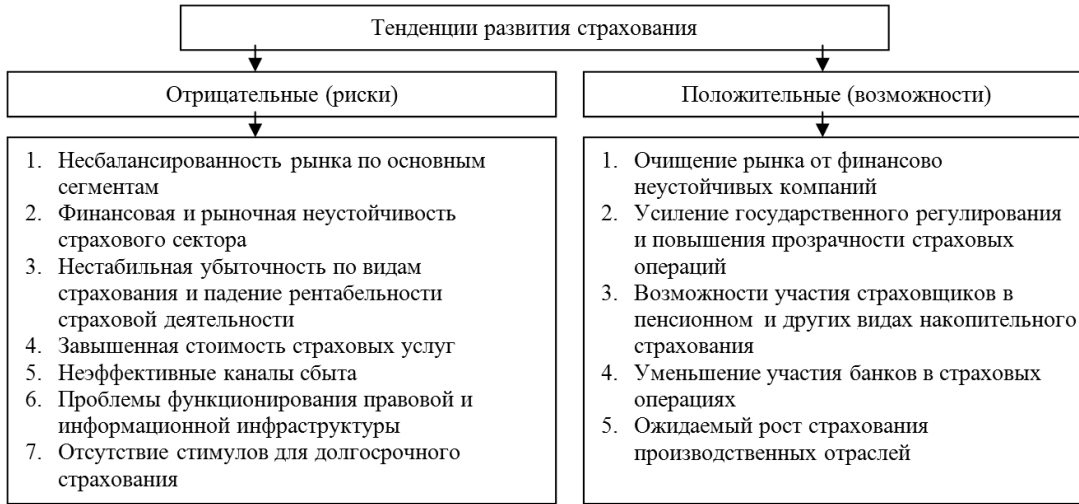 Тенденции развития страхования
Отрицательные (риски)
1. Несбалансированность рынка по основным
сегментам
2. Финансовая и рыночная неустойчивость
страхового сектора
3. Нестабильная убыточность по видам
страхования и падение рентабельности
страховой деятельности
4. Завышенная стоимость страховых услуг
5. Неэффективные каналы сбыта
6. Проблемы функционирования правовой и
информационной инфраструктуры
7. Отсутствие стимулов для долгосрочного
страхования
Положительные (возможности)
1. Очищение рынка от финансово
неустойчивых компаний
2. Усиление государственного регулирования
и повышения прозрачности страховых
операций
3. Возможности участия страховщиков в
пенсионном и других видах накопительного
страхования
4. Уменьшение участия банков в страховых
операциях
5. Ожидаемый рост страхования
производственных отраслей